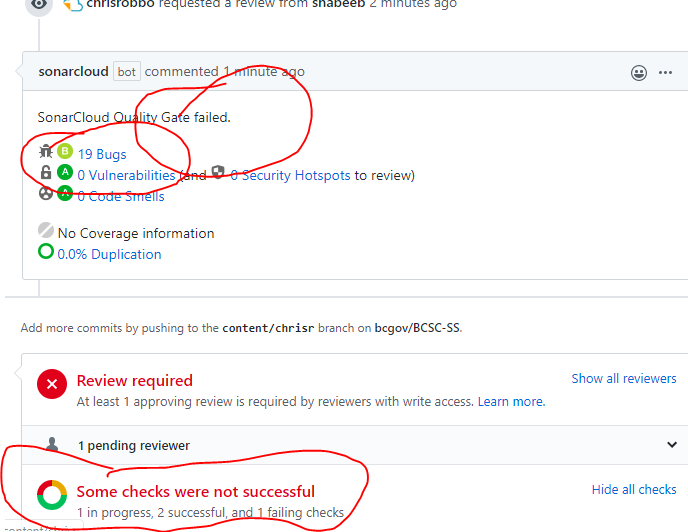 chrisrobbo requested a review from shabeeb 2 minutes ago
sonarcloud bot commented 1 minute ago
SonarCloud Quality Gate failed.
B 19 Bugs
A 0 Vulnerabilities (and 0 Security Hotspots to review)
A 0 Code Smells
No Coverage information
0.0% Duplication
Add more commits by pushing to the content/chrisr branch on bcgov/BCSC-SS.
Review required
Show all reviewers
At least 1 approving review is required by reviewers with write access. Learn more.
1 pending reviewer
Some checks were not successful
Hide all checks
1 in progress, 2 successful, and 1 failing checks